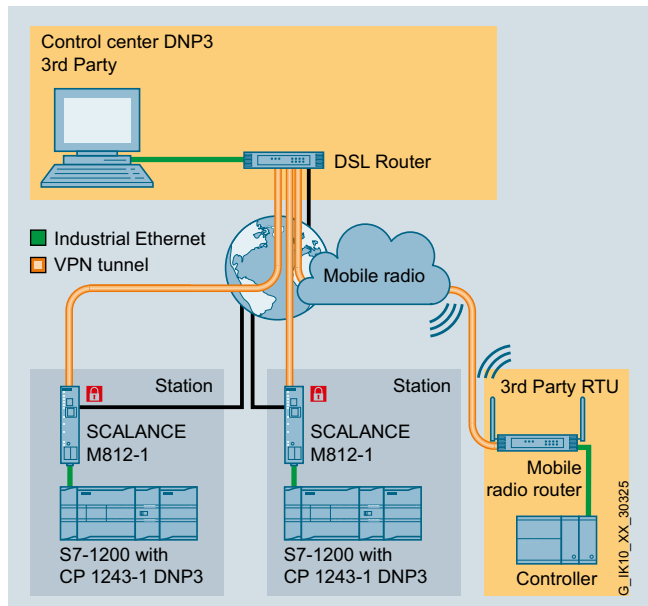 Control center DNP3
3rd Party
DSL Router
Industrial Ethernet
VPN tunnel
Mobile radio
Station
SCALANCE
M812-1
S7-1200 with
CP 1243-1 DNP3
Station
SCALANCE
M812-1
S7-1200 with
CP 1243-1 DNP3
3rd Party RTU
Mobile
radio router
Controller
G_IK10_XX_30325